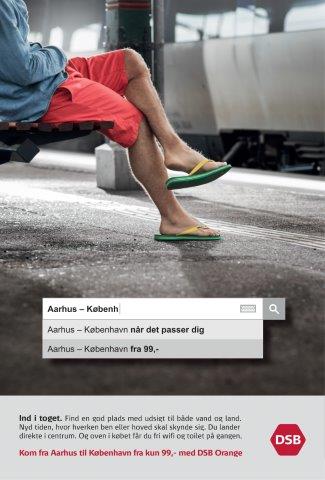 Aarhus – Københ
Aarhus – København når det passer dig
Aarhus – København fra 99,-
Ind i toget. Find en god plads med udsigt til både vand og land.
Nyd tiden, hvor hverken ben eller hoved skal skynde sig. Du lander
direkte i centrum. Og oven i købet får du fri wifi og toilet på gangen.
Kom fra Aarhus til København fra kun 99,- med DSB Orange
DSB